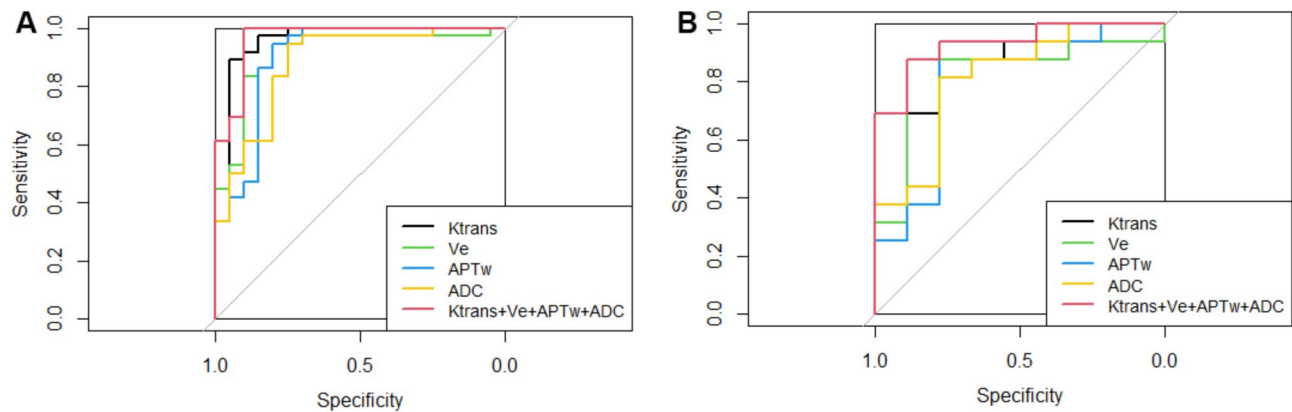 A
Sensitivity
1.0
0.8
0.6
0.4
0.2
0.0
Ktrans
Ve
APTw
ADC
Ktrans+Ve+APTw+ADC
1.0 0.5 0.0
Specificity
B
Sensitivity
1.0
0.8
0.6
0.4
0.2
0.0
Ktrans
Ve
APTw
ADC
Ktrans+Ve+APTw+ADC
1.0 0.5 0.0
Specificity